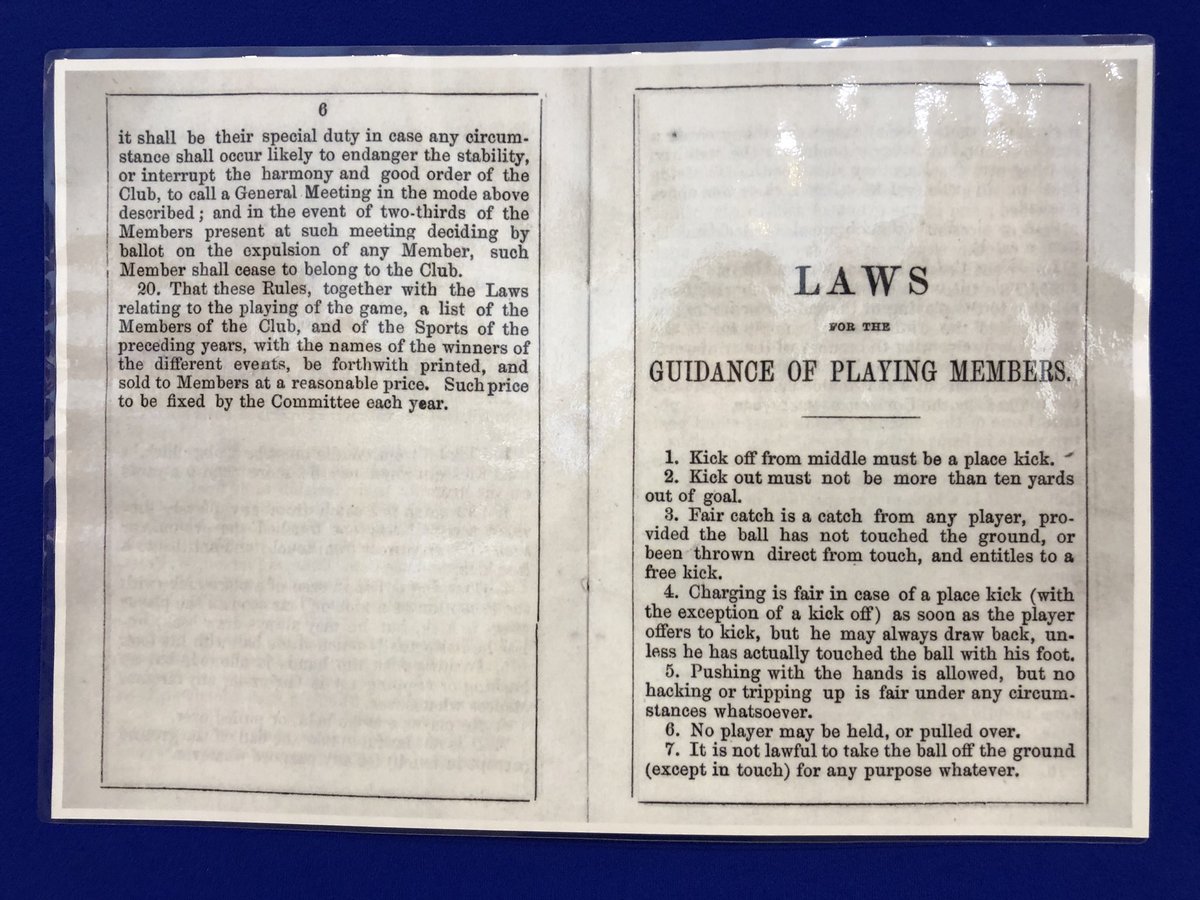 6
it shall be their special duty in case any circum-
stance shall occur likely to endanger the stability,
or interrupt the harmony and good order of the
Club, to call a General Meeting in the mode above
described; and in the event of two-thirds of the
Members present at such meeting deciding by
ballot on the expulsion of any Member, such
Member shall cease to belong to the Club.
20. That these Rules, together with the Laws
relating to the playing of the game, a list of the
Members of the Club, and of the Sports of the
preceding years, with the names of the winners of
the different events, be forthwith printed, and
sold to Members at a reasonable price. Such price
to be fixed by the Committee each year.
LAWS
FOR THE
GUIDANCE OF PLAYING MEMBERS.
1. Kick off from middle must be a place kick.
2. Kick out must not be more than ten yards
out of goal.
3. Fair catch is a catch from any player, pro-
vided the ball has not touched the ground, or
been thrown direct from touch, and entitles to a
free kick.
4. Charging is fair in case of a place kick (with
the exception of a kick off) as soon as the player
offers to kick, but he may always draw back, un-
less he has actually touched the ball with his foot.
5. Pushing with the hands is allowed, but no
hacking or tripping up is fair under any circum-
stances whatsoever.
6. No player may be held, or pulled over.
7. It is not lawful to take the ball off the ground
(except in touch) for any purpose whatever.